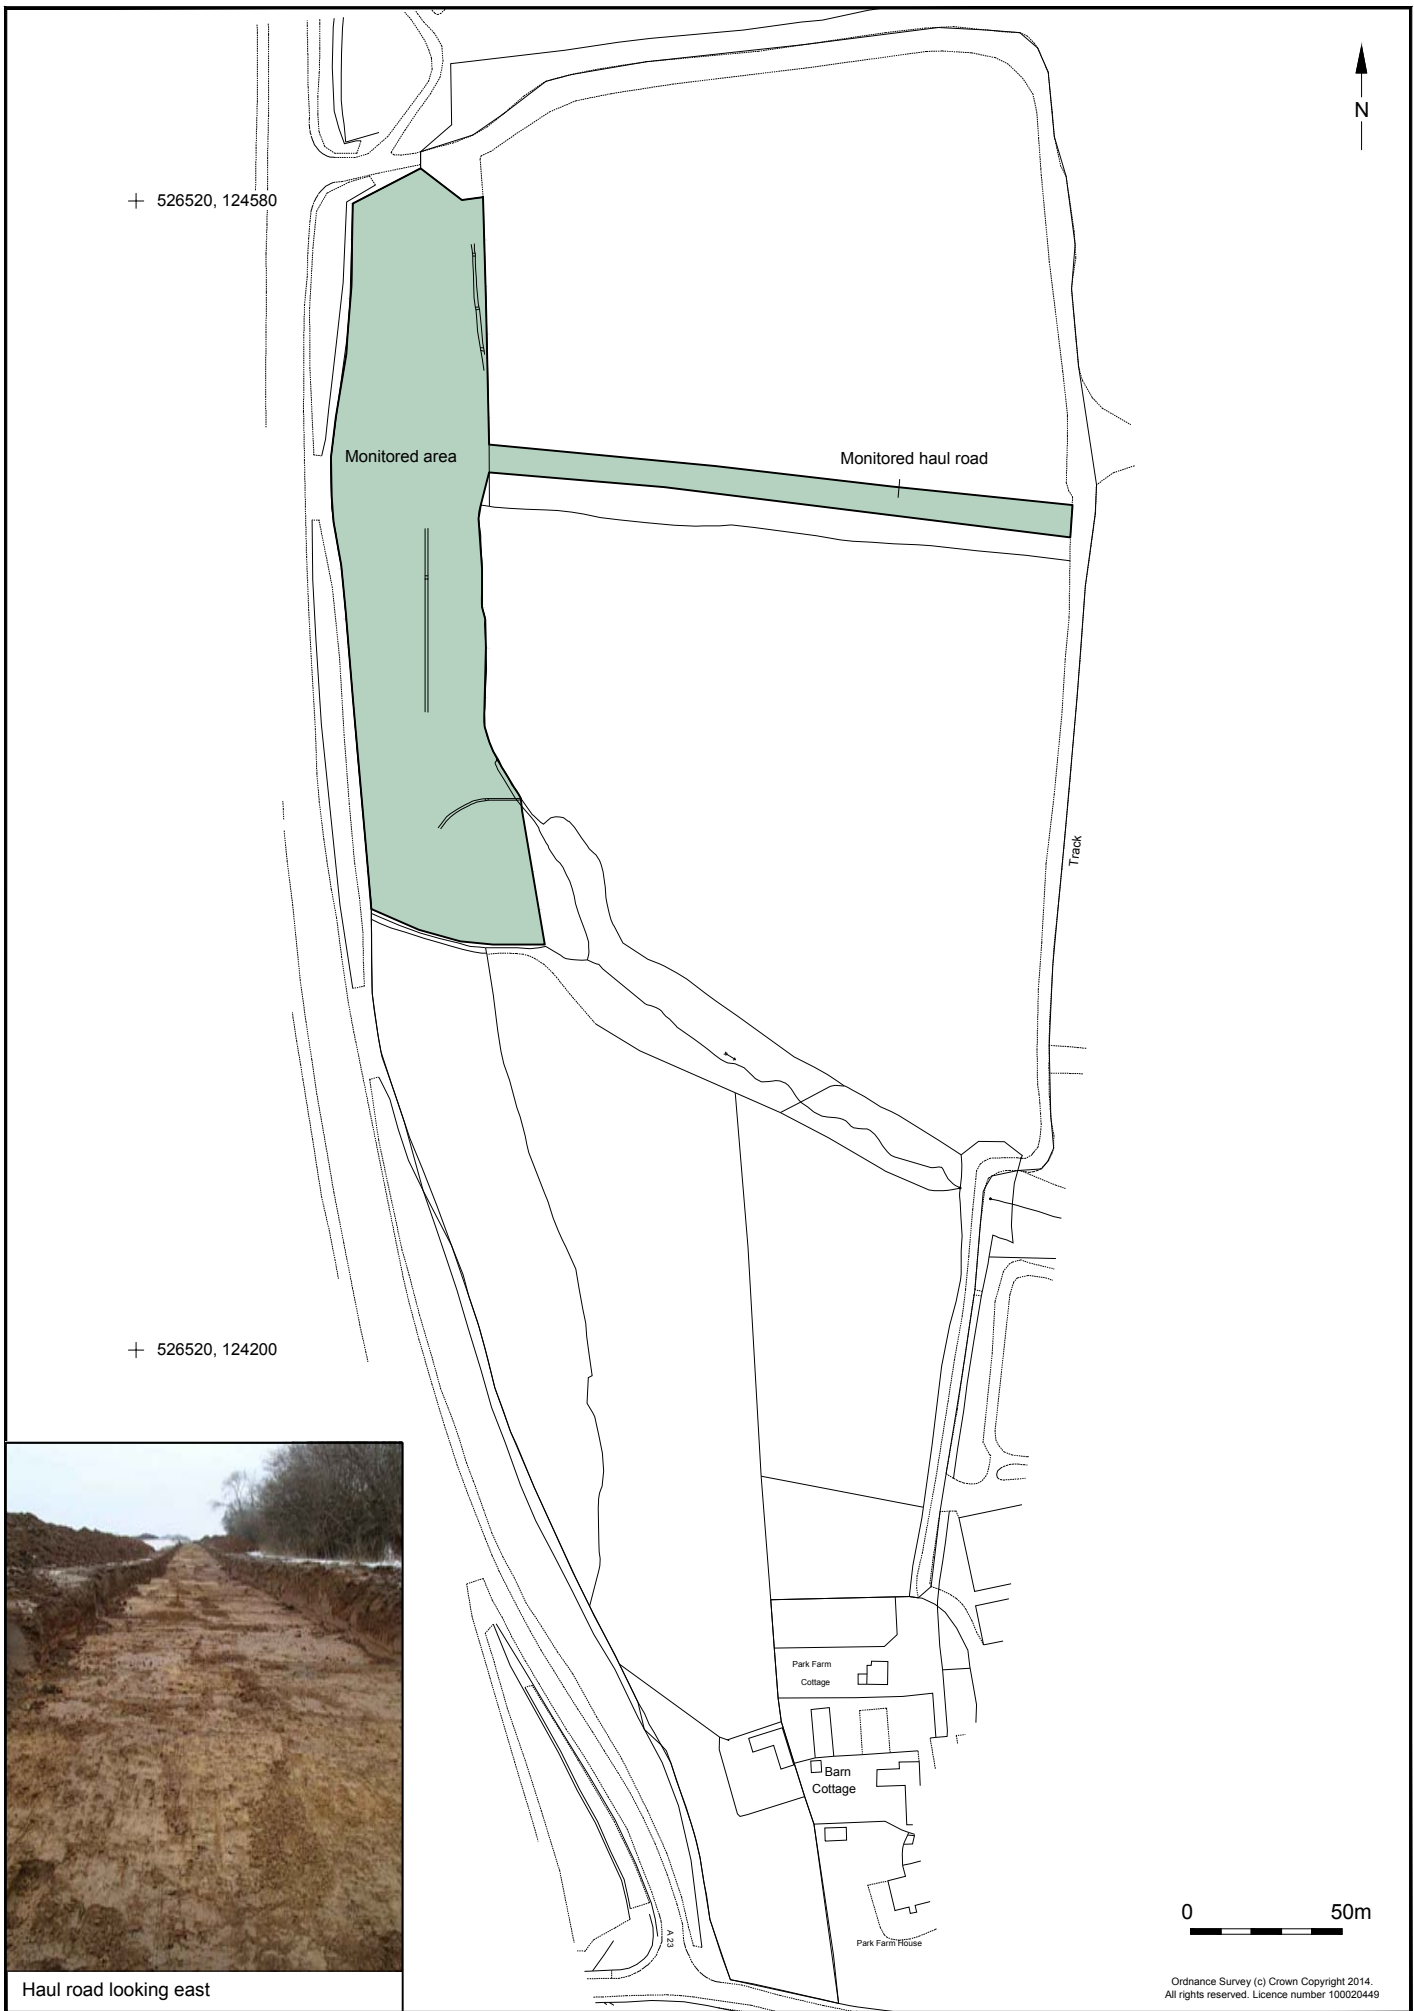 N
526520, 124580
Monitored area
Monitored haul road
Track
526520, 124200
Park Farm
Cottage
Barn
Cottage
A 23
Park Farm House
0 50m
Haul road looking east
Ordnance Survey (c) Crown Copyright 2014.
All rights reserved. Licence number 100020449